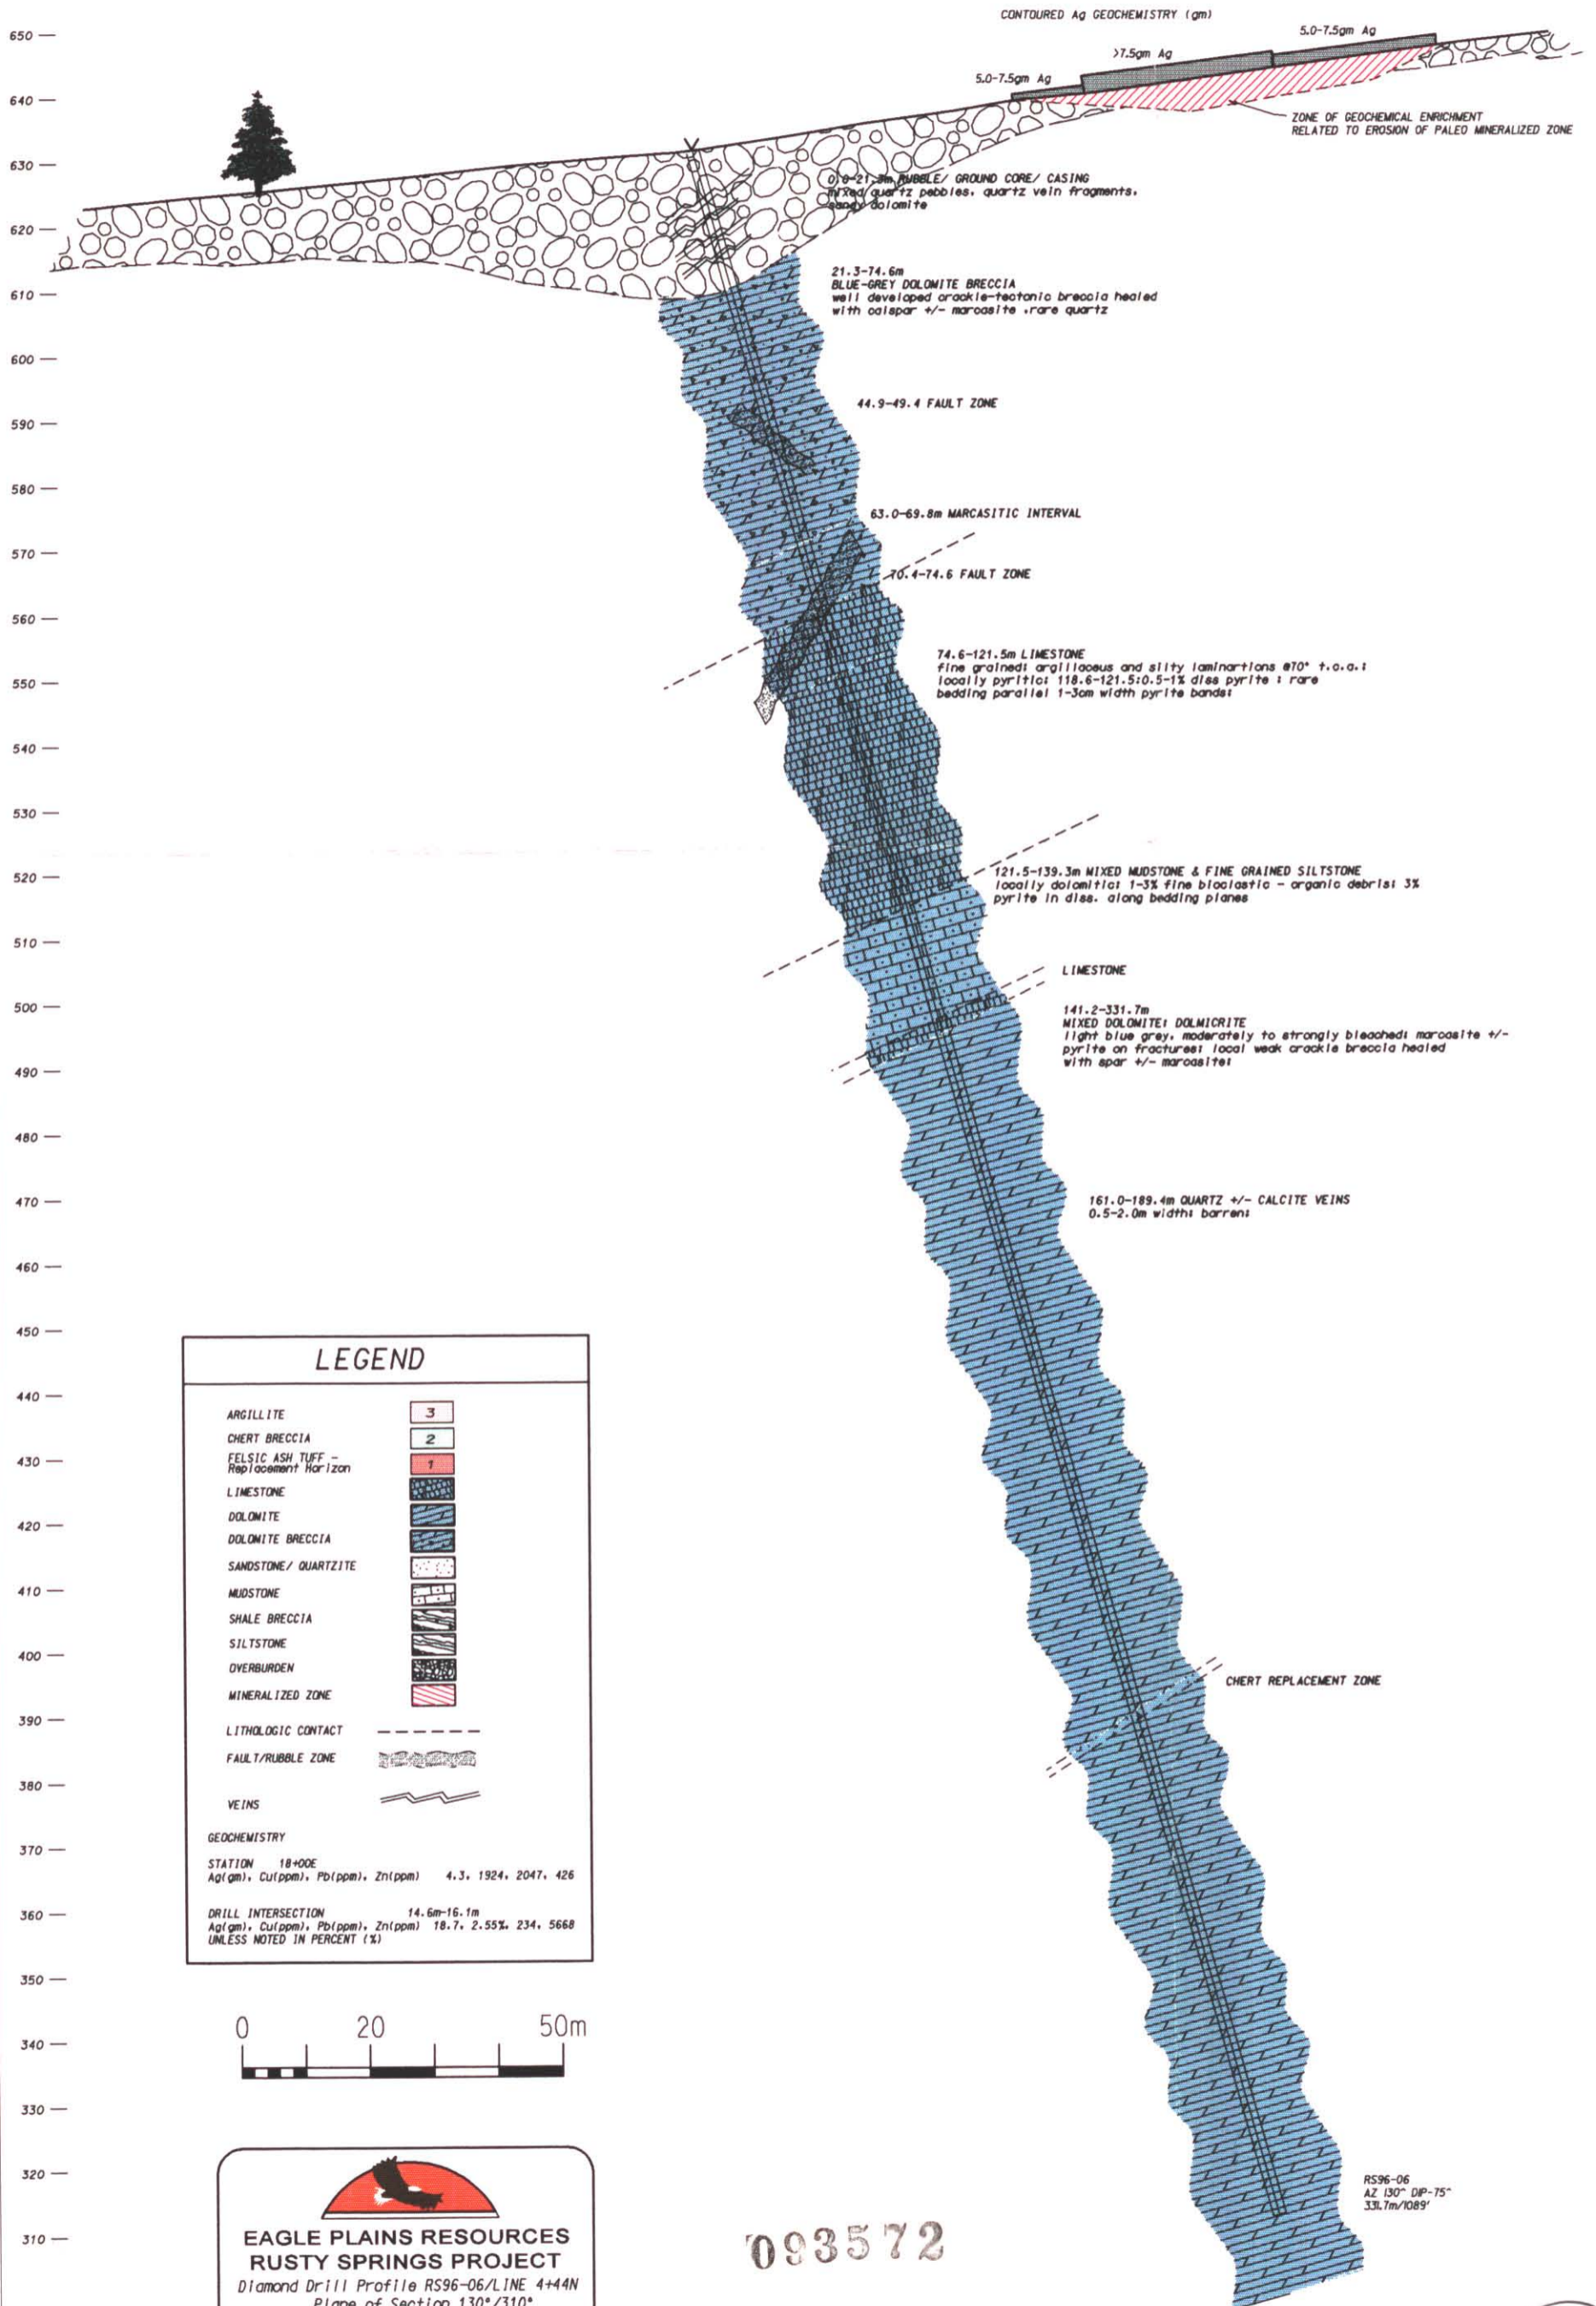 CONTOURED Ag GEOCHEMISTRY (gm)
5.0-7.5gm Ag
>7.5gm Ag
5.0-7.5gm Ag
ZONE OF GEOCHEMICAL ENRICHMENT
RELATED TO EROSION OF PALEO MINERALIZED ZONE
650
640
630
620
610
600
590
580
570
560
550
540
530
520
510
500
490
480
470
460
450
440
430
420
410
400
390
380
370
360
350
340
330
320
310
0.0-21.3m RUBBLE/ GROUND CORE/ CASING
mixed quartz pebbles, quartz vein fragments,
sandy dolomite
21.3-74.6m
BLUE-GREY DOLOMITE BRECCIA
well developed crackle-tectonic breccia healed
with calspar +/- marcasite ,rare quartz
44.9-49.4 FAULT ZONE
63.0-69.8m MARCASITIC INTERVAL
70.4-74.6 FAULT ZONE
74.6-121.5m LIMESTONE
fine grained; argillaceus and silty laminartions @70° t.c.a.;
locally pyritic; 118.6-121.5:0.5-1% diss pyrite ; rare
bedding parallel 1-3cm width pyrite bands;
121.5-139.3m MIXED MUDSTONE & FINE GRAINED SILTSTONE
locally dolomitic; 1-3% fine bioclastic - organic debris; 3%
pyrite in diss. along bedding planes
LIMESTONE
141.2-331.7m
MIXED DOLOMITE; DOLMICRITE
light blue grey, moderately to strongly bleached; marcasite +/-
pyrite on fractures; local weak crackle breccia healed
with spar +/- marcasite;
161.0-189.4m QUARTZ +/- CALCITE VEINS
0.5-2.0m width; barren;
CHERT REPLACEMENT ZONE
RS96-06
AZ 130^ DIP-75^
331.7m/1089'
LEGEND
ARGILLITE 3
CHERT BRECCIA 2
FELSIC ASH TUFF -
Replacement Horizon 1
LIMESTONE
DOLOMITE
DOLOMITE BRECCIA
SANDSTONE/ QUARTZITE
MUDSTONE
SHALE BRECCIA
SILTSTONE
OVERBURDEN
MINERALIZED ZONE
LITHOLOGIC CONTACT
FAULT/RUBBLE ZONE
VEINS
GEOCHEMISTRY
STATION 18+00E
Ag(gm), Cu(ppm), Pb(ppm), Zn(ppm) 4.3, 1924, 2047, 426
DRILL INTERSECTION 14.6m-16.1m
Ag(gm), Cu(ppm), Pb(ppm), Zn(ppm) 18.7, 2.55%, 234, 5668
UNLESS NOTED IN PERCENT (%)
0 20 50m
EAGLE PLAINS RESOURCES
RUSTY SPRINGS PROJECT
Diamond Drill Profile RS96-06/LINE 4+44N
Plane of Section 130°/310°
093572